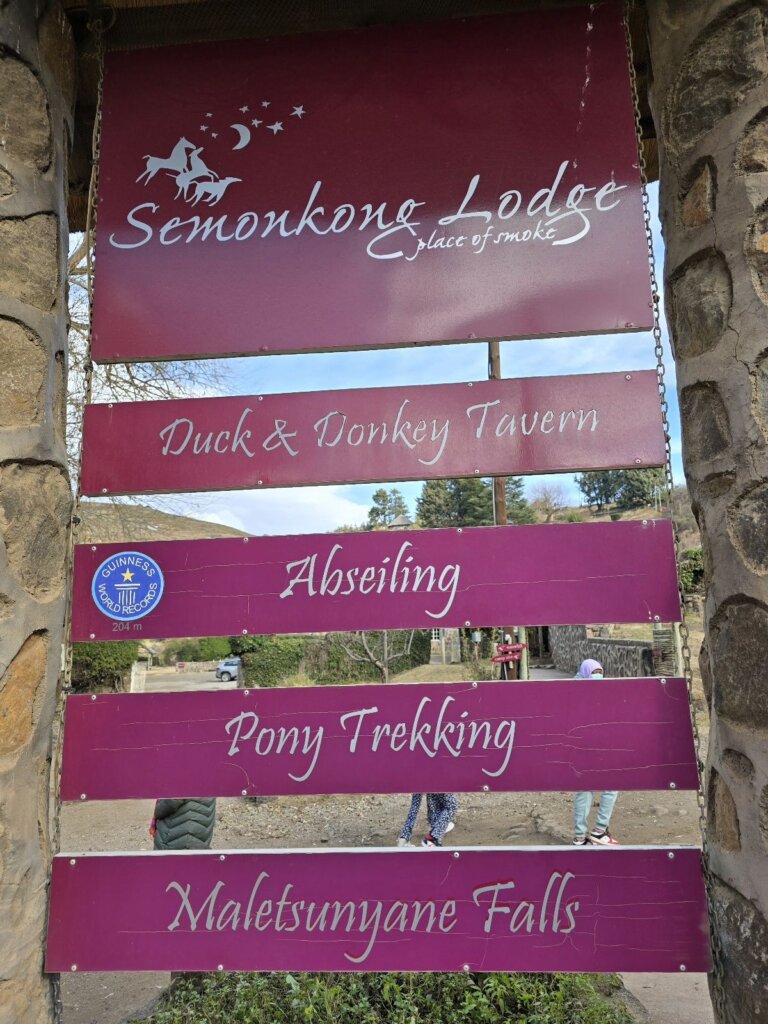 Semonkong Lodge
place of smoke
Duck & Donkey Tavern
GUINNESS
WORLD RECORDS
204 m
Abseiling
Pony Trekking
Maletsunyane Falls